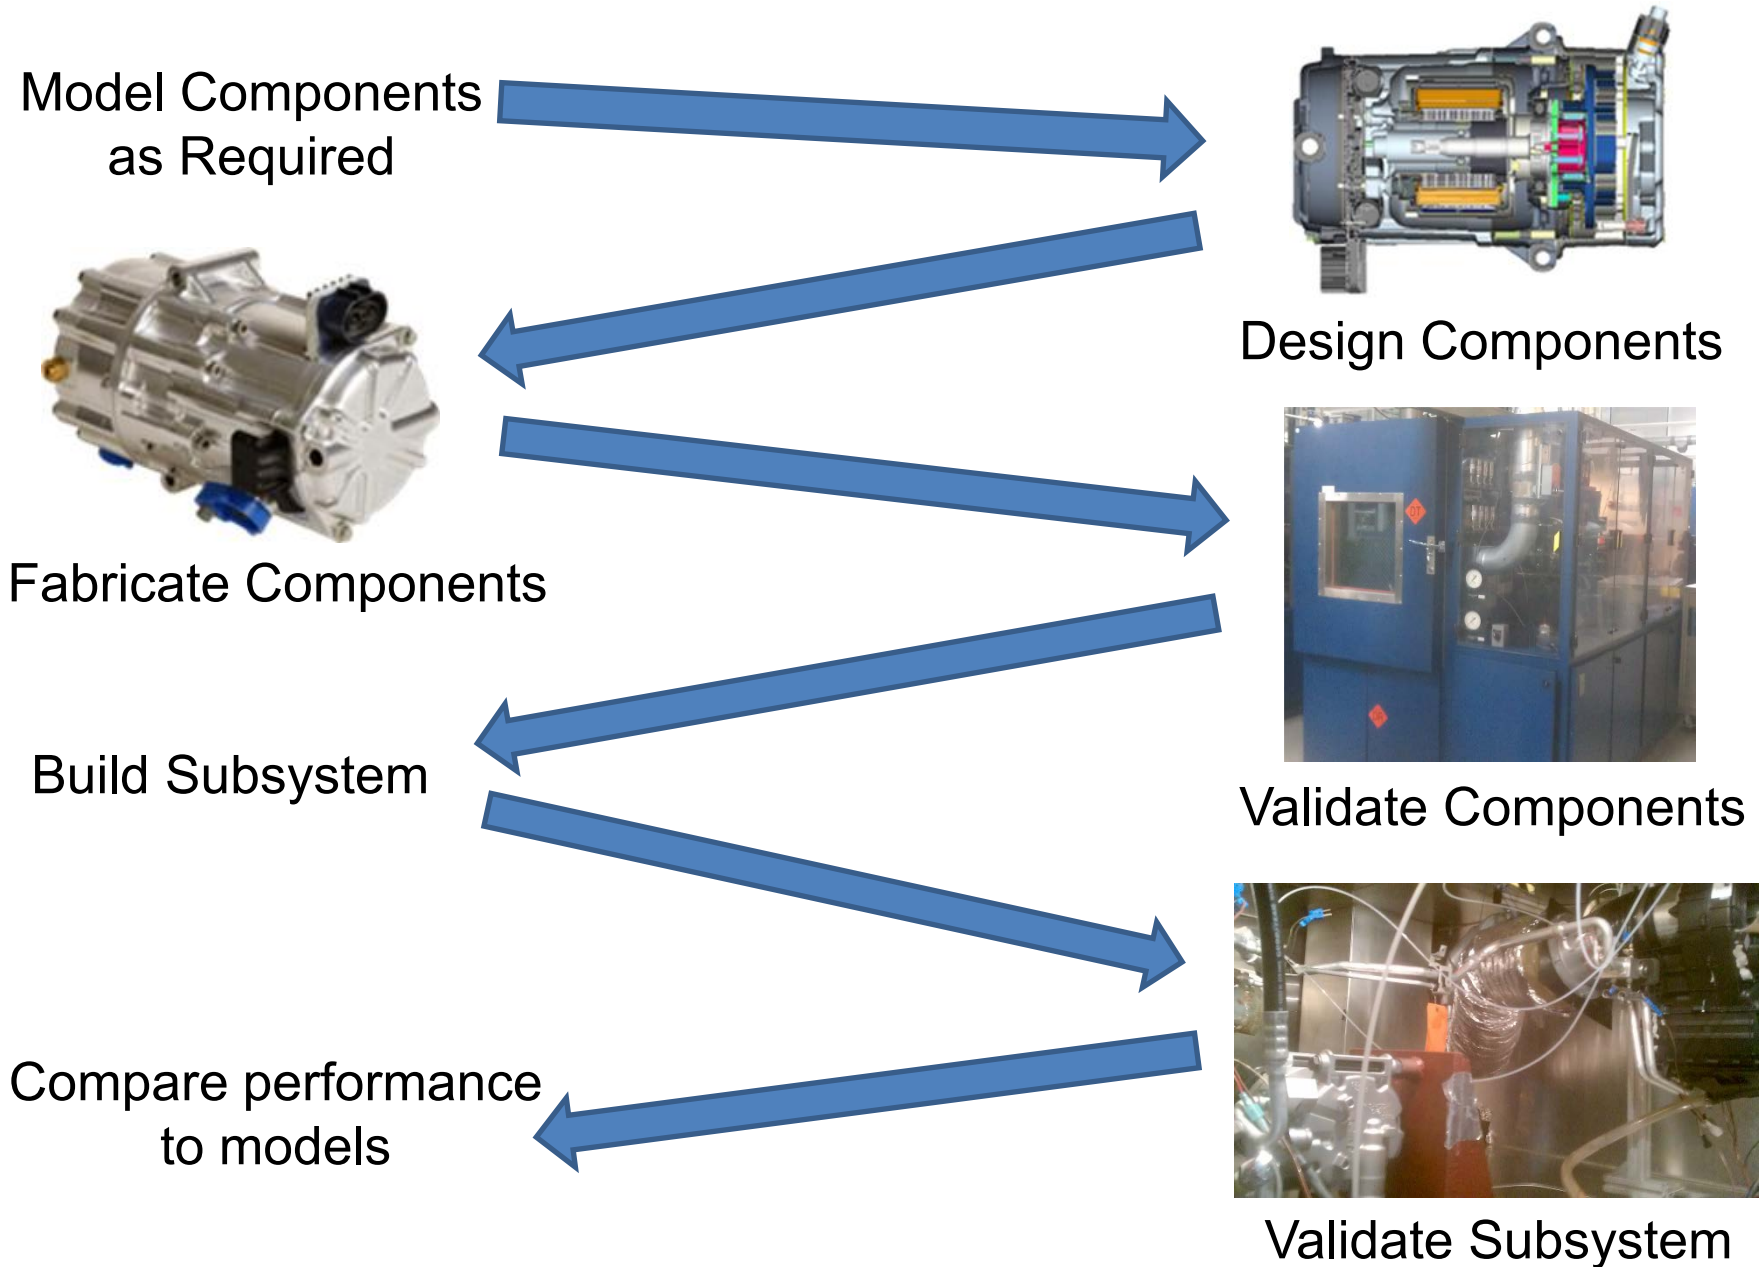 Model Components
as Required
Design Components
Fabricate Components
Validate Components
Build Subsystem
Validate Subsystem
Compare performance
to models